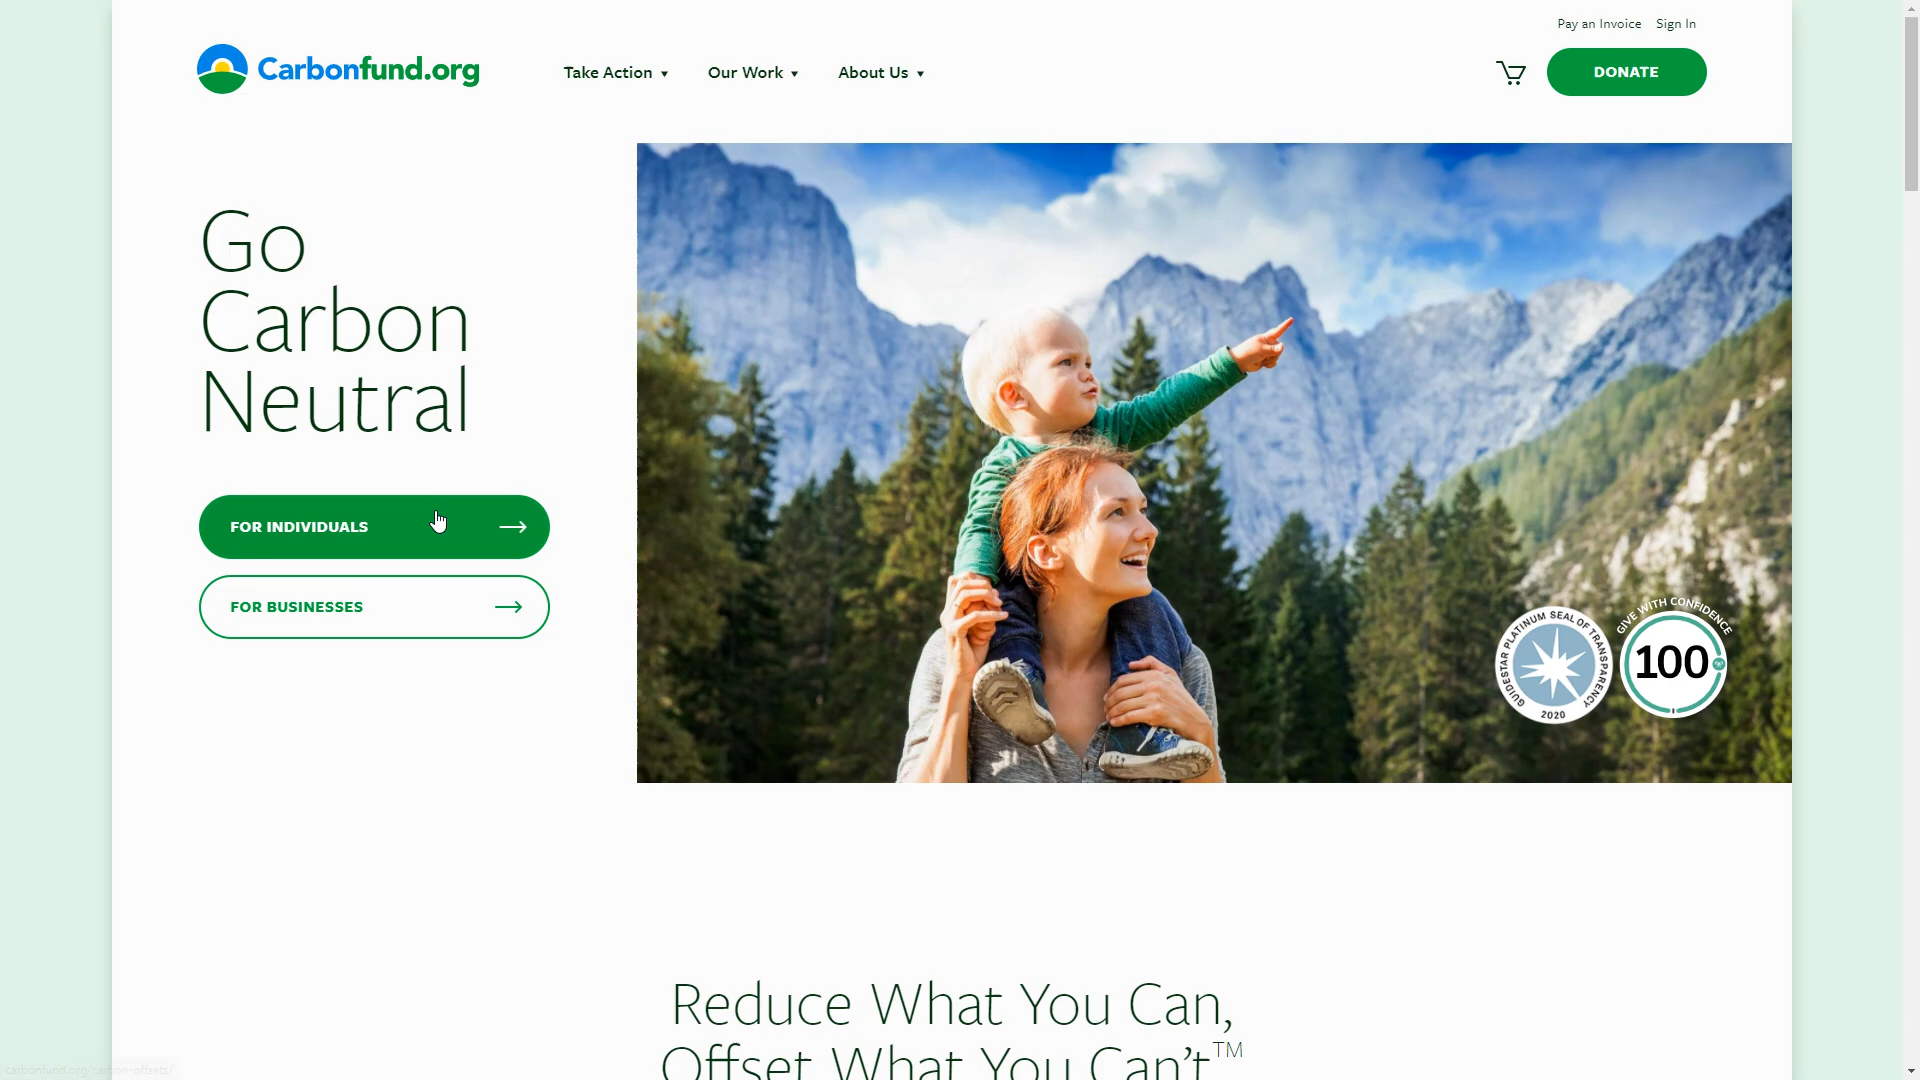 Pay an Invoice Sign In
Carbonfund.org Take Action Our Work About Us DONATE
Go
Carbon
Neutral
FOR INDIVIDUALS
FOR BUSINESSES
GUIDESTAR PLATINUM SEAL OF TRANSPARENCY
2020
GIVE WITH CONFIDENCE
100
Reduce What You Can,
Offset What You Can't™
carbonfund.org/carbon-offsets/